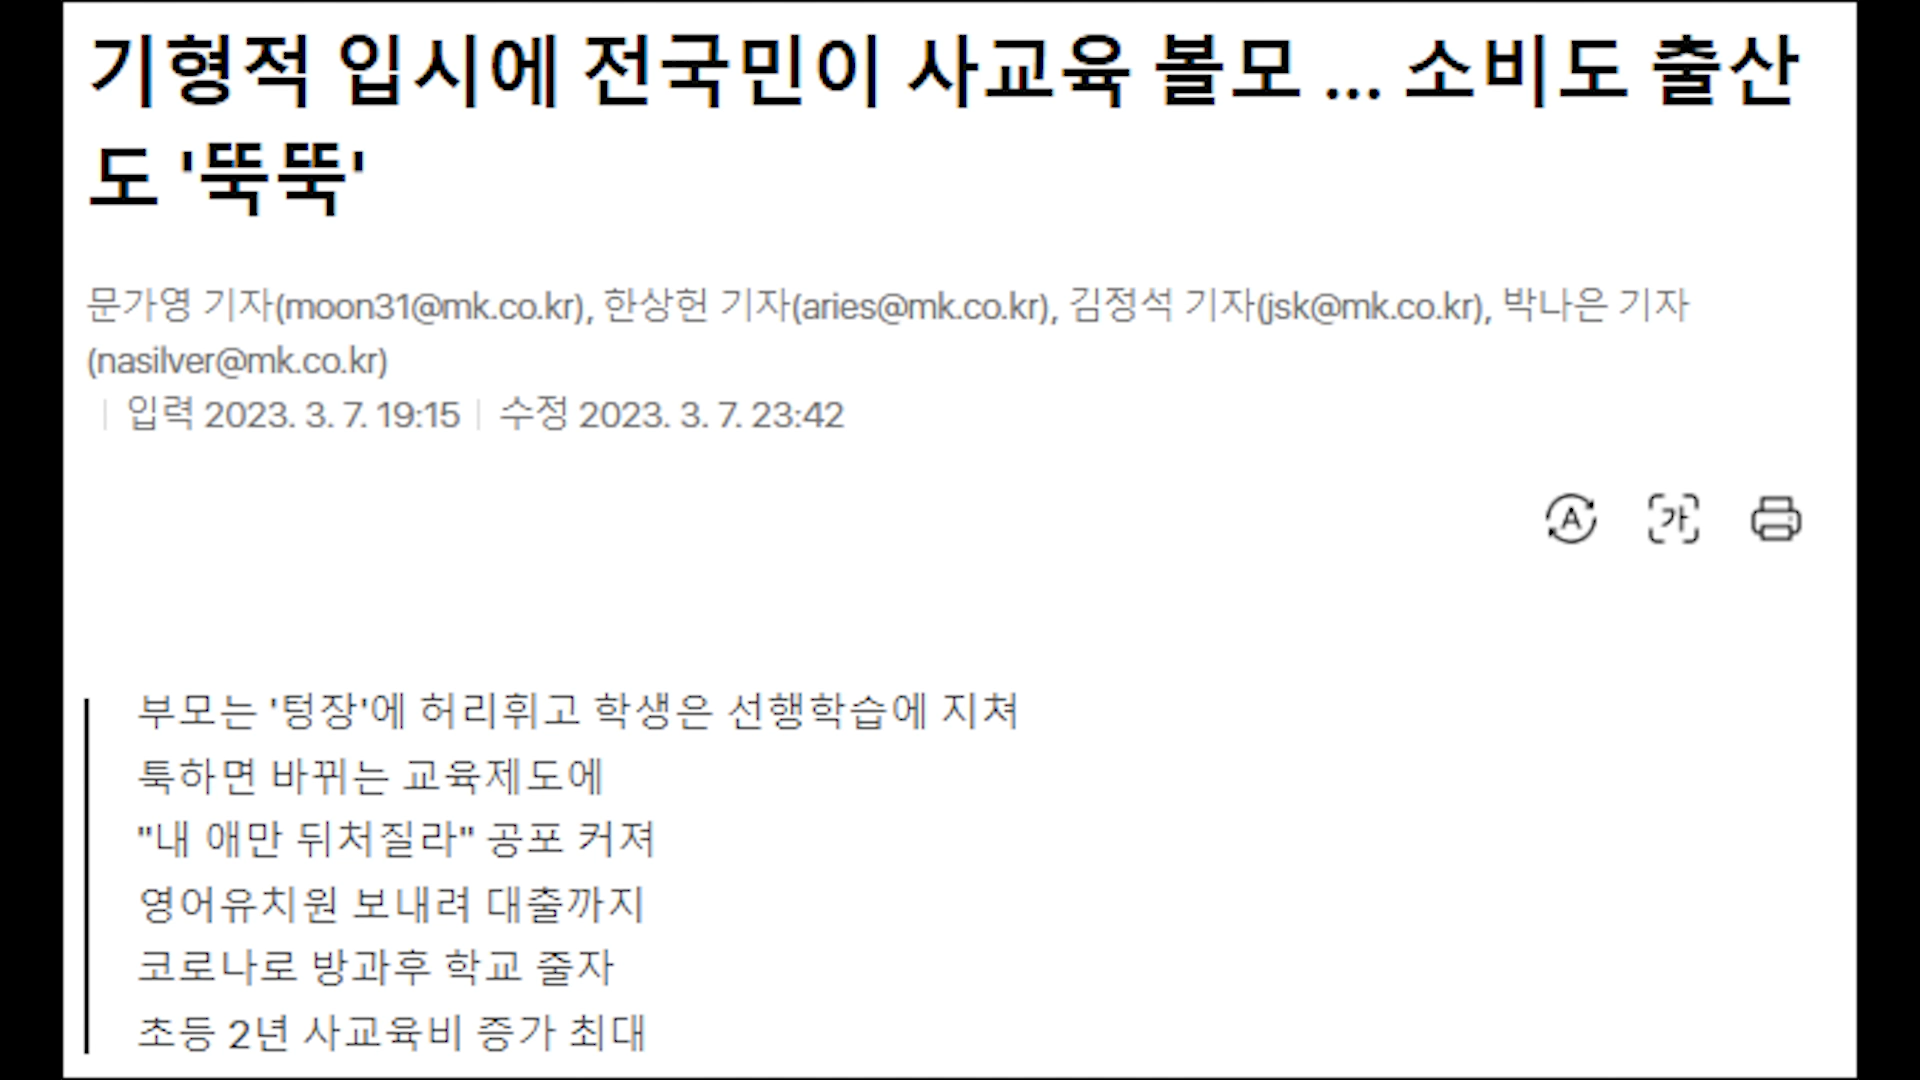 기형적 입시에 전국민이 사교육 볼모 ... 소비도 출산
도 '뚝뚝'
문가영 기자(moon31@mk.co.kr), 한상헌 기자(aries@mk.co.kr), 김정석 기자(jsk@mk.co.kr), 박나은 기자
(nasilver@mk.co.kr)
입력 2023. 3. 7. 19:15 수정 2023. 3. 7. 23:42
A 가
부모는 '텅장'에 허리휘고 학생은 선행학습에 지쳐
툭하면 바뀌는 교육제도에
"내 애만 뒤처질라" 공포 커져
영어유치원 보내려 대출까지
코로나로 방과후 학교 줄자
초등 2년 사교육비 증가 최대